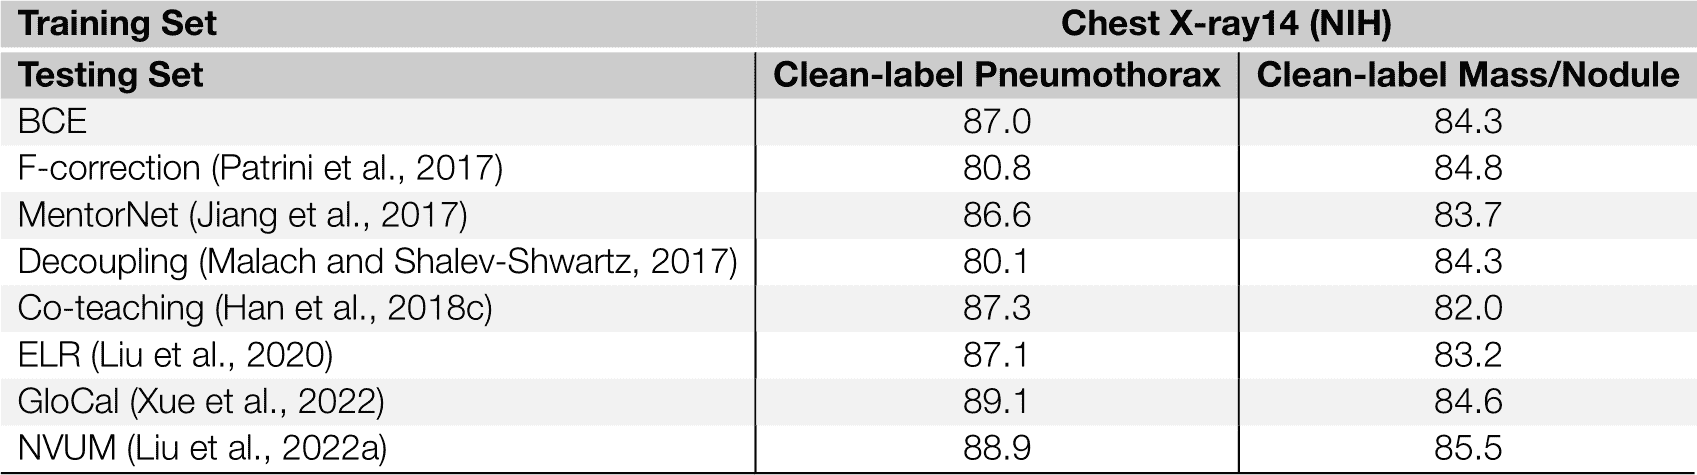 Training Set Chest X-ray14 (NIH)
Testing Set Clean-label Pneumothorax Clean-label Mass/Nodule
BCE 87.0 84.3
F-correction (Patrini et al., 2017) 80.8 84.8
MentorNet (Jiang et al., 2017) 86.6 83.7
Decoupling (Malach and Shalev-Shwartz, 2017) 80.1 84.3
Co-teaching (Han et al., 2018c) 87.3 82.0
ELR (Liu et al., 2020) 87.1 83.2
GloCal (Xue et al., 2022) 89.1 84.6
NVUM (Liu et al., 2022a) 88.9 85.5